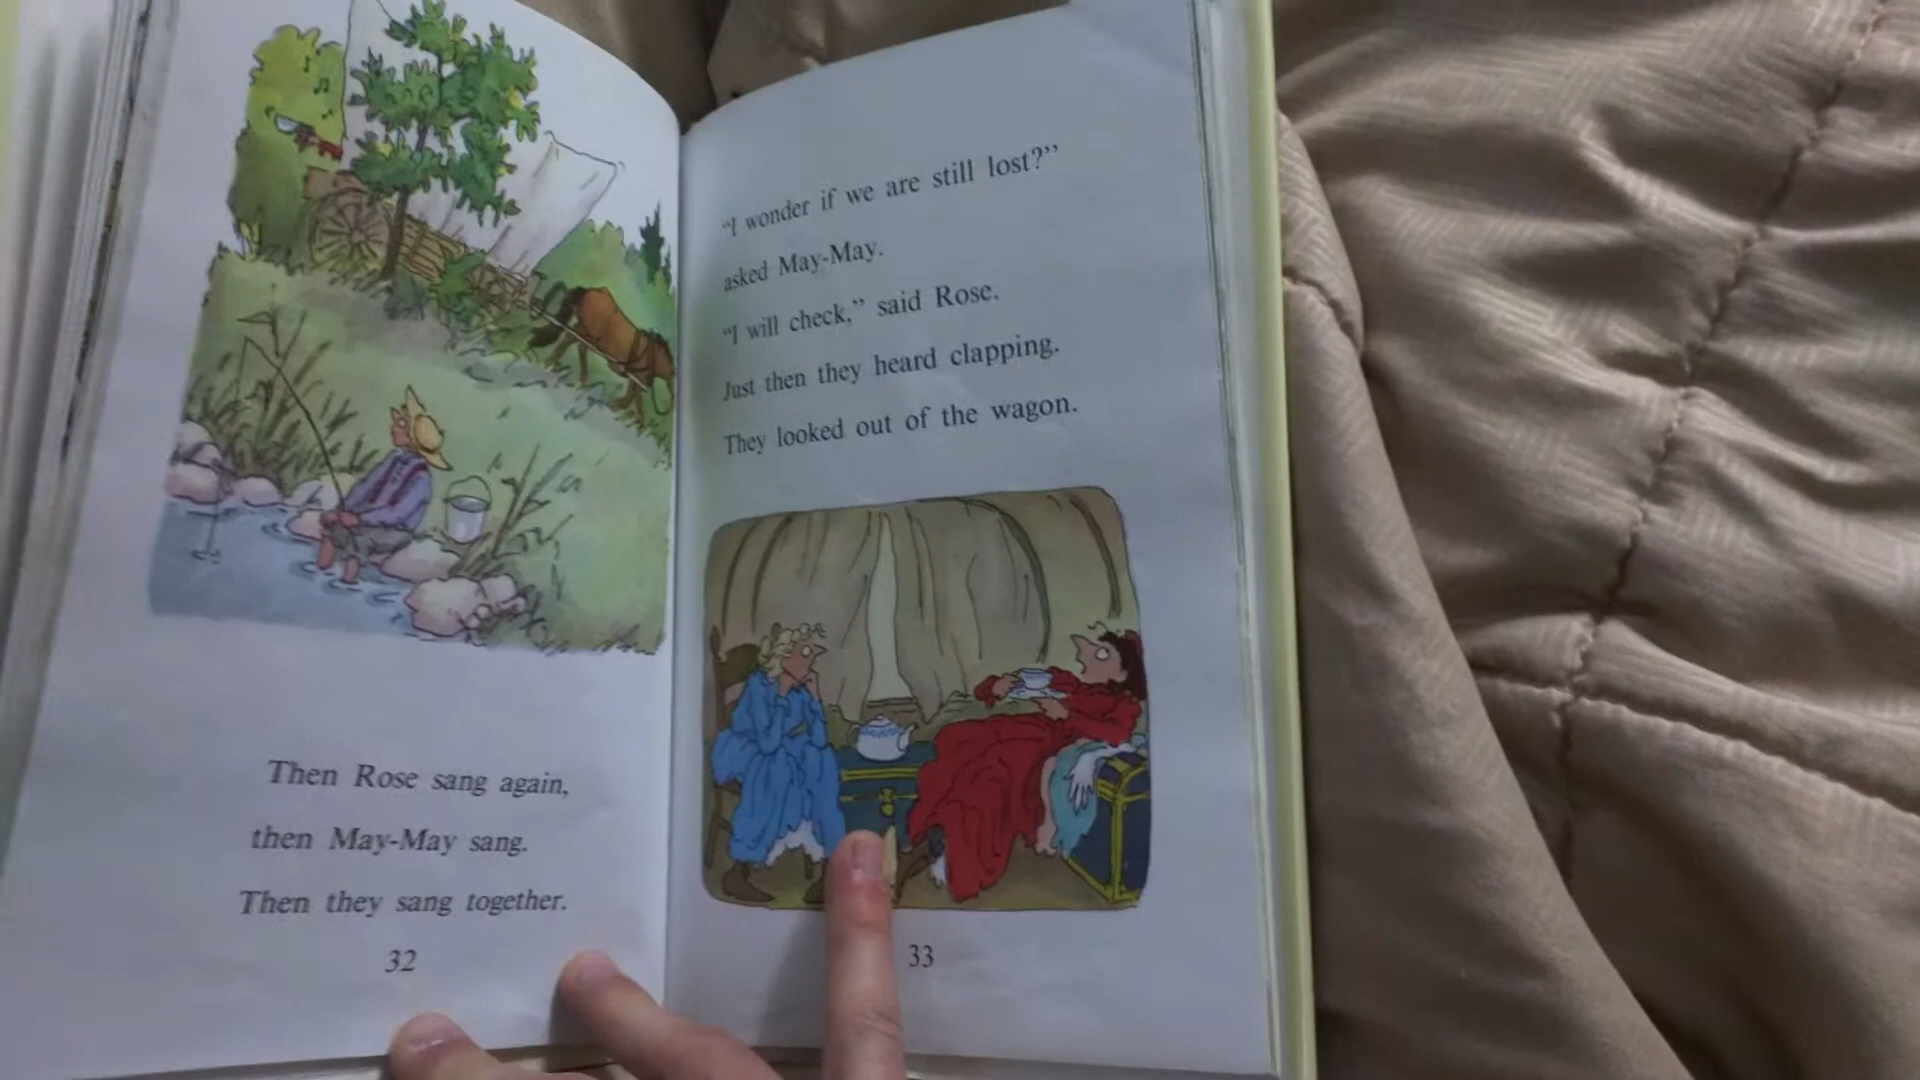 Then Rose sang again,
then May-May sang.
Then they sang together.
32
“I wonder if we are still lost?”
asked May-May.
“I will check,” said Rose.
Just then they heard clapping.
They looked out of the wagon.
33